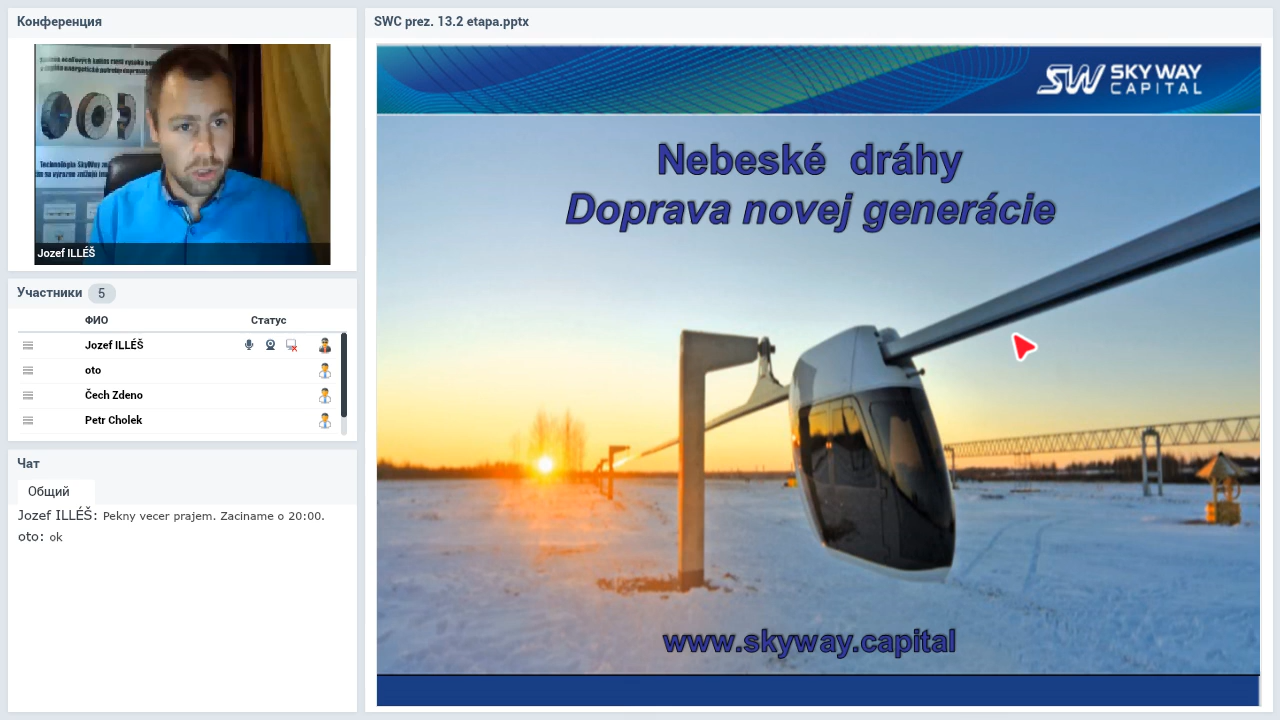 Конференция
Jozef ILLÉŠ
Участники 5
ФИО Статус
Jozef ILLÉŠ
oto
Čech Zdeno
Petr Cholek
Чат
Общий
Jozef ILLÉŠ: Pekny vecer prajem. Zaciname o 20:00.
oto: ok
SWC prez. 13.2 etapa.pptx
SW SKY WAY
CAPITAL
Nebeské dráhy
Doprava novej generácie
www.skyway.capital